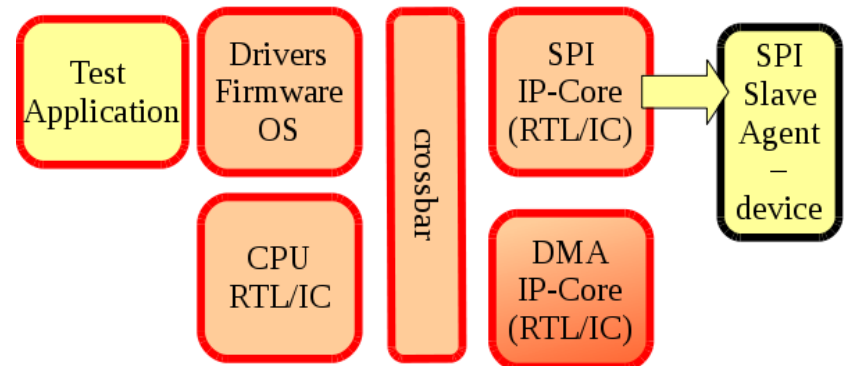 Test
Application
Drivers
Firmware
OS
CPU
RTL/IC
crossbar
SPI
IP-Core
(RTL/IC)
DMA
IP-Core
(RTL/IC)
SPI
Slave
Agent
–
device